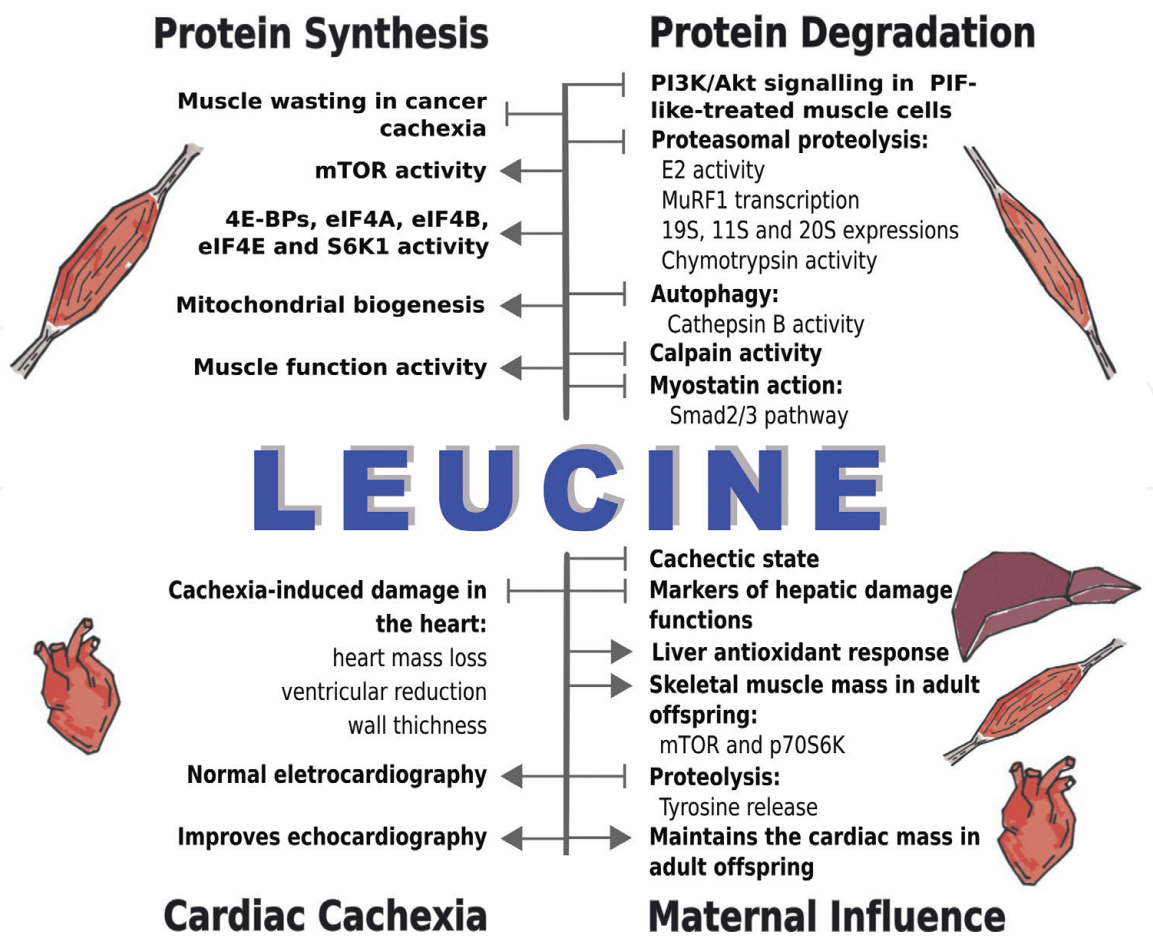 Protein Synthesis
Muscle wasting in cancer
cachexia
mTOR activity
4E-BPs, eIF4A, eIF4B,
eIF4E and S6K1 activity
Mitochondrial biogenesis
Muscle function activity
Protein Degradation
PI3K/Akt signalling in PIF-
like-treated muscle cells
Proteasomal proteolysis:
E2 activity
MuRF1 transcription
19S, 11S and 20S expressions
Chymotrypsin activity
Autophagy:
Cathepsin B activity
Calpain activity
Myostatin action:
Smad2/3 pathway
LEUCINE
Cachexia-induced damage in
the heart:
heart mass loss
ventricular reduction
wall thichness
Normal eletrocardiography
Improves echocardiography
Cardiac Cachexia
Cachectic state
Markers of hepatic damage
functions
Liver antioxidant response
Skeletal muscle mass in adult
offspring:
mTOR and p70S6K
Proteolysis:
Tyrosine release
Maintains the cardiac mass in
adult offspring
Maternal Influence